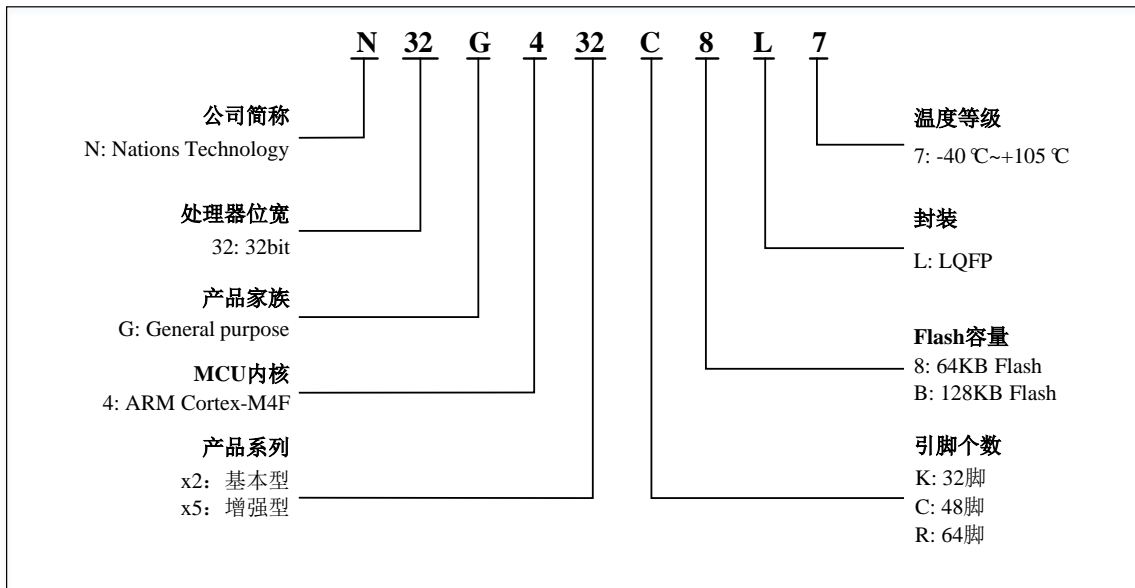 N 32 G 4 32 C 8 L 7
公司简称
N: Nations Technology
处理器位宽
32: 32bit
产品家族
G: General purpose
MCU内核
4: ARM Cortex-M4F
产品系列
x2：基本型
x5：增强型
温度等级
7: -40℃~+105℃
封装
L: LQFP
Flash容量
8: 64KB Flash
B: 128KB Flash
引脚个数
K: 32脚
C: 48脚
R: 64脚